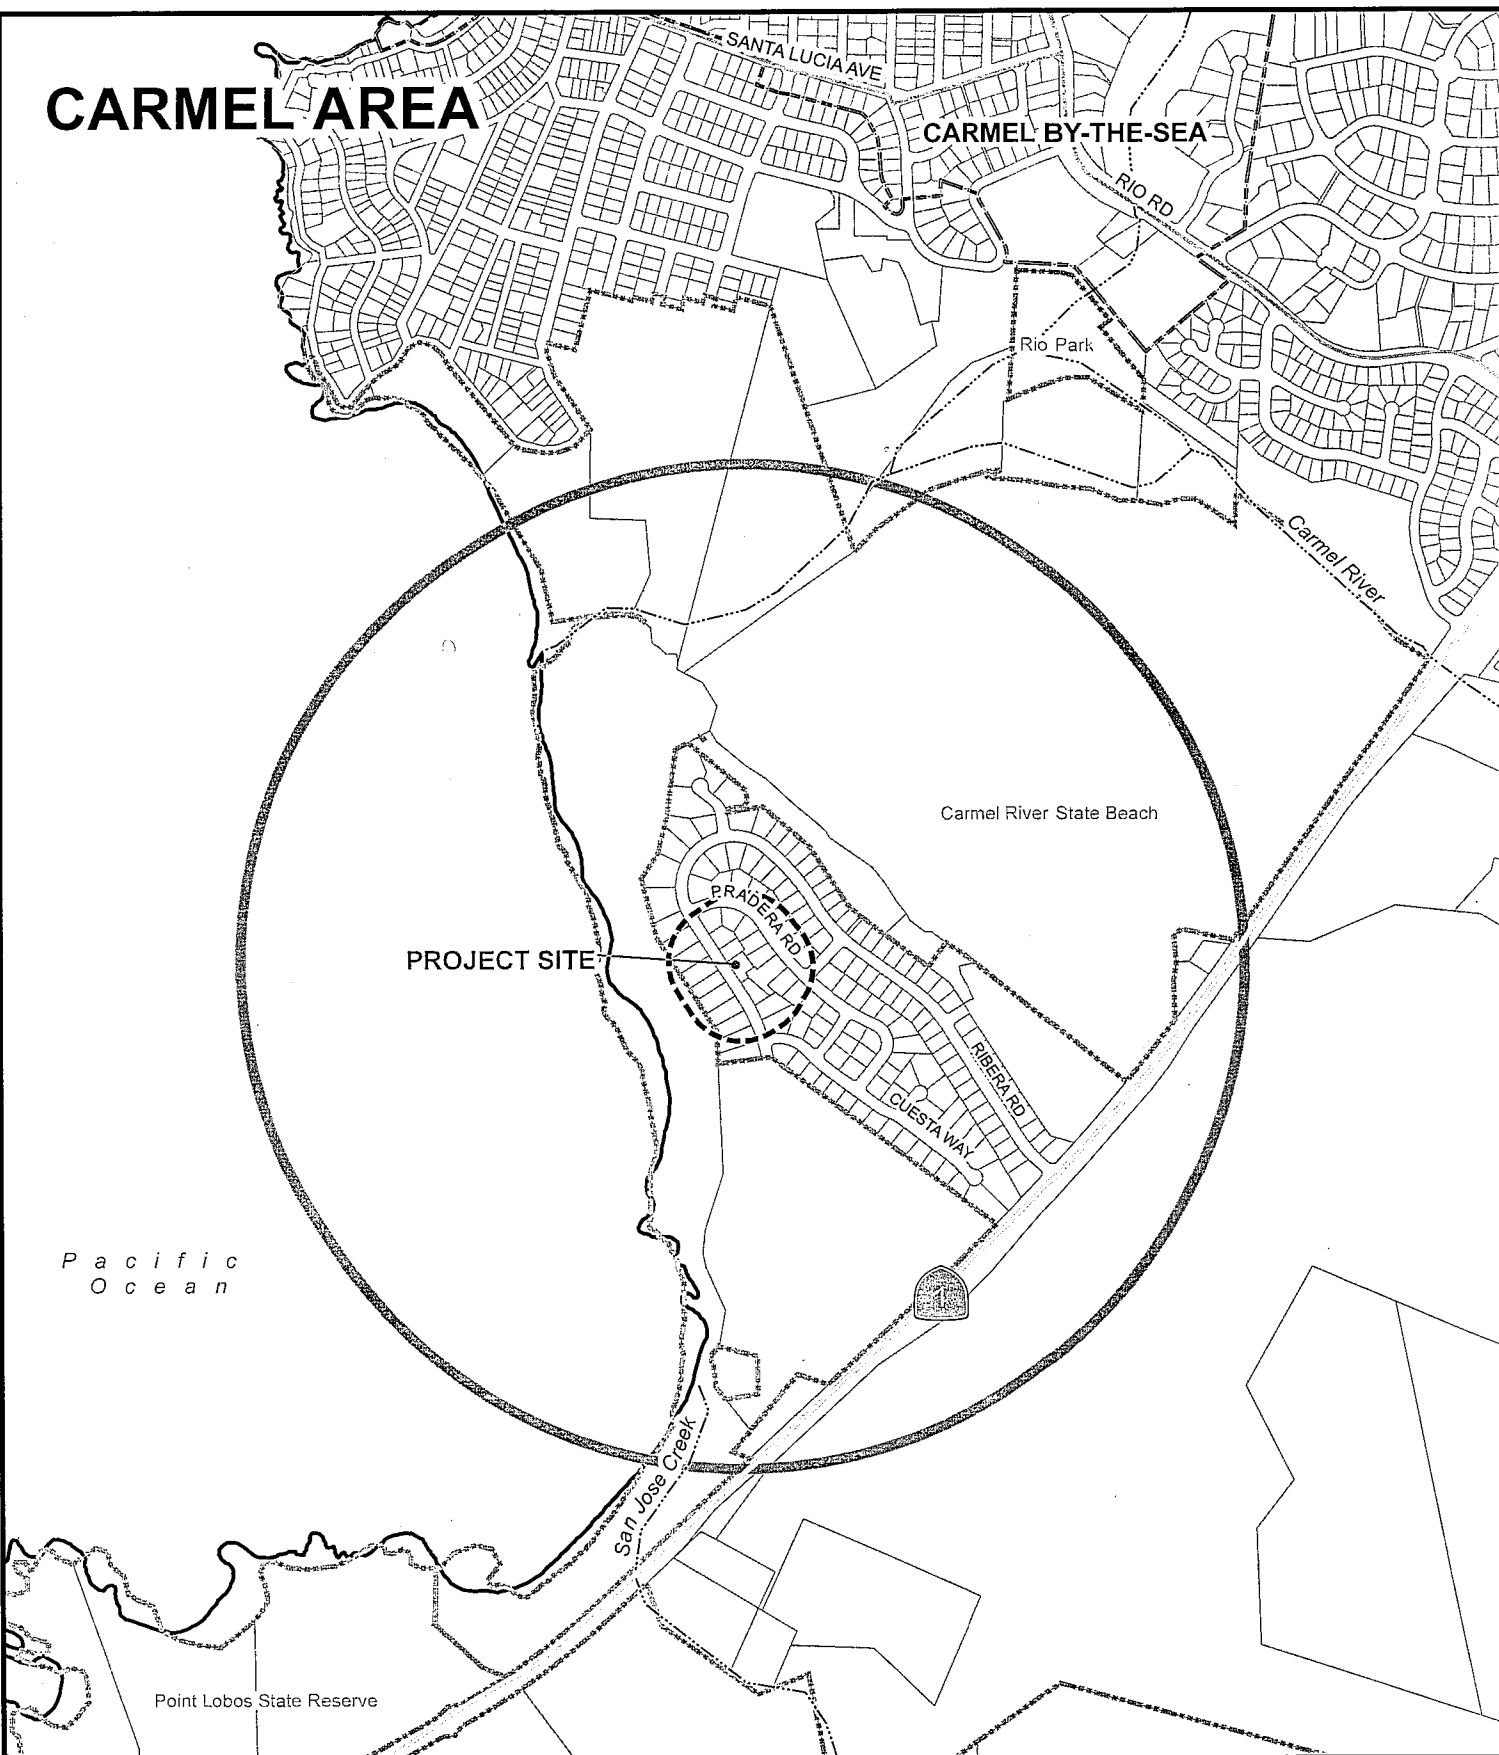 SANTA LUCIA AVE
CARMEL AREA
CARMEL BY-THE-SEA
RIO RD
Rio Park
Carmel River
Carmel River State Beach
PRADERA RD
PROJECT SITE
RIBERA RD
CUESTA WAY
Pacific
Ocean
1
San Jose Creek
Point Lobos State Reserve